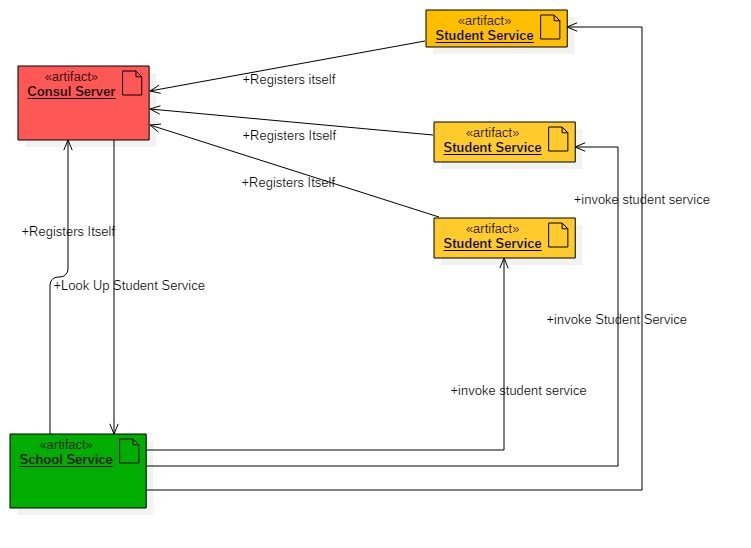 «artifact»
Student Service
«artifact»
Consul Server
+Registers itself
«artifact»
Student Service
+Registers Itself
+Registers Itself
+invoke student service
«artifact»
Student Service
+Registers Itself
+Look Up Student Service
+invoke Student Service
+invoke student service
«artifact»
School Service